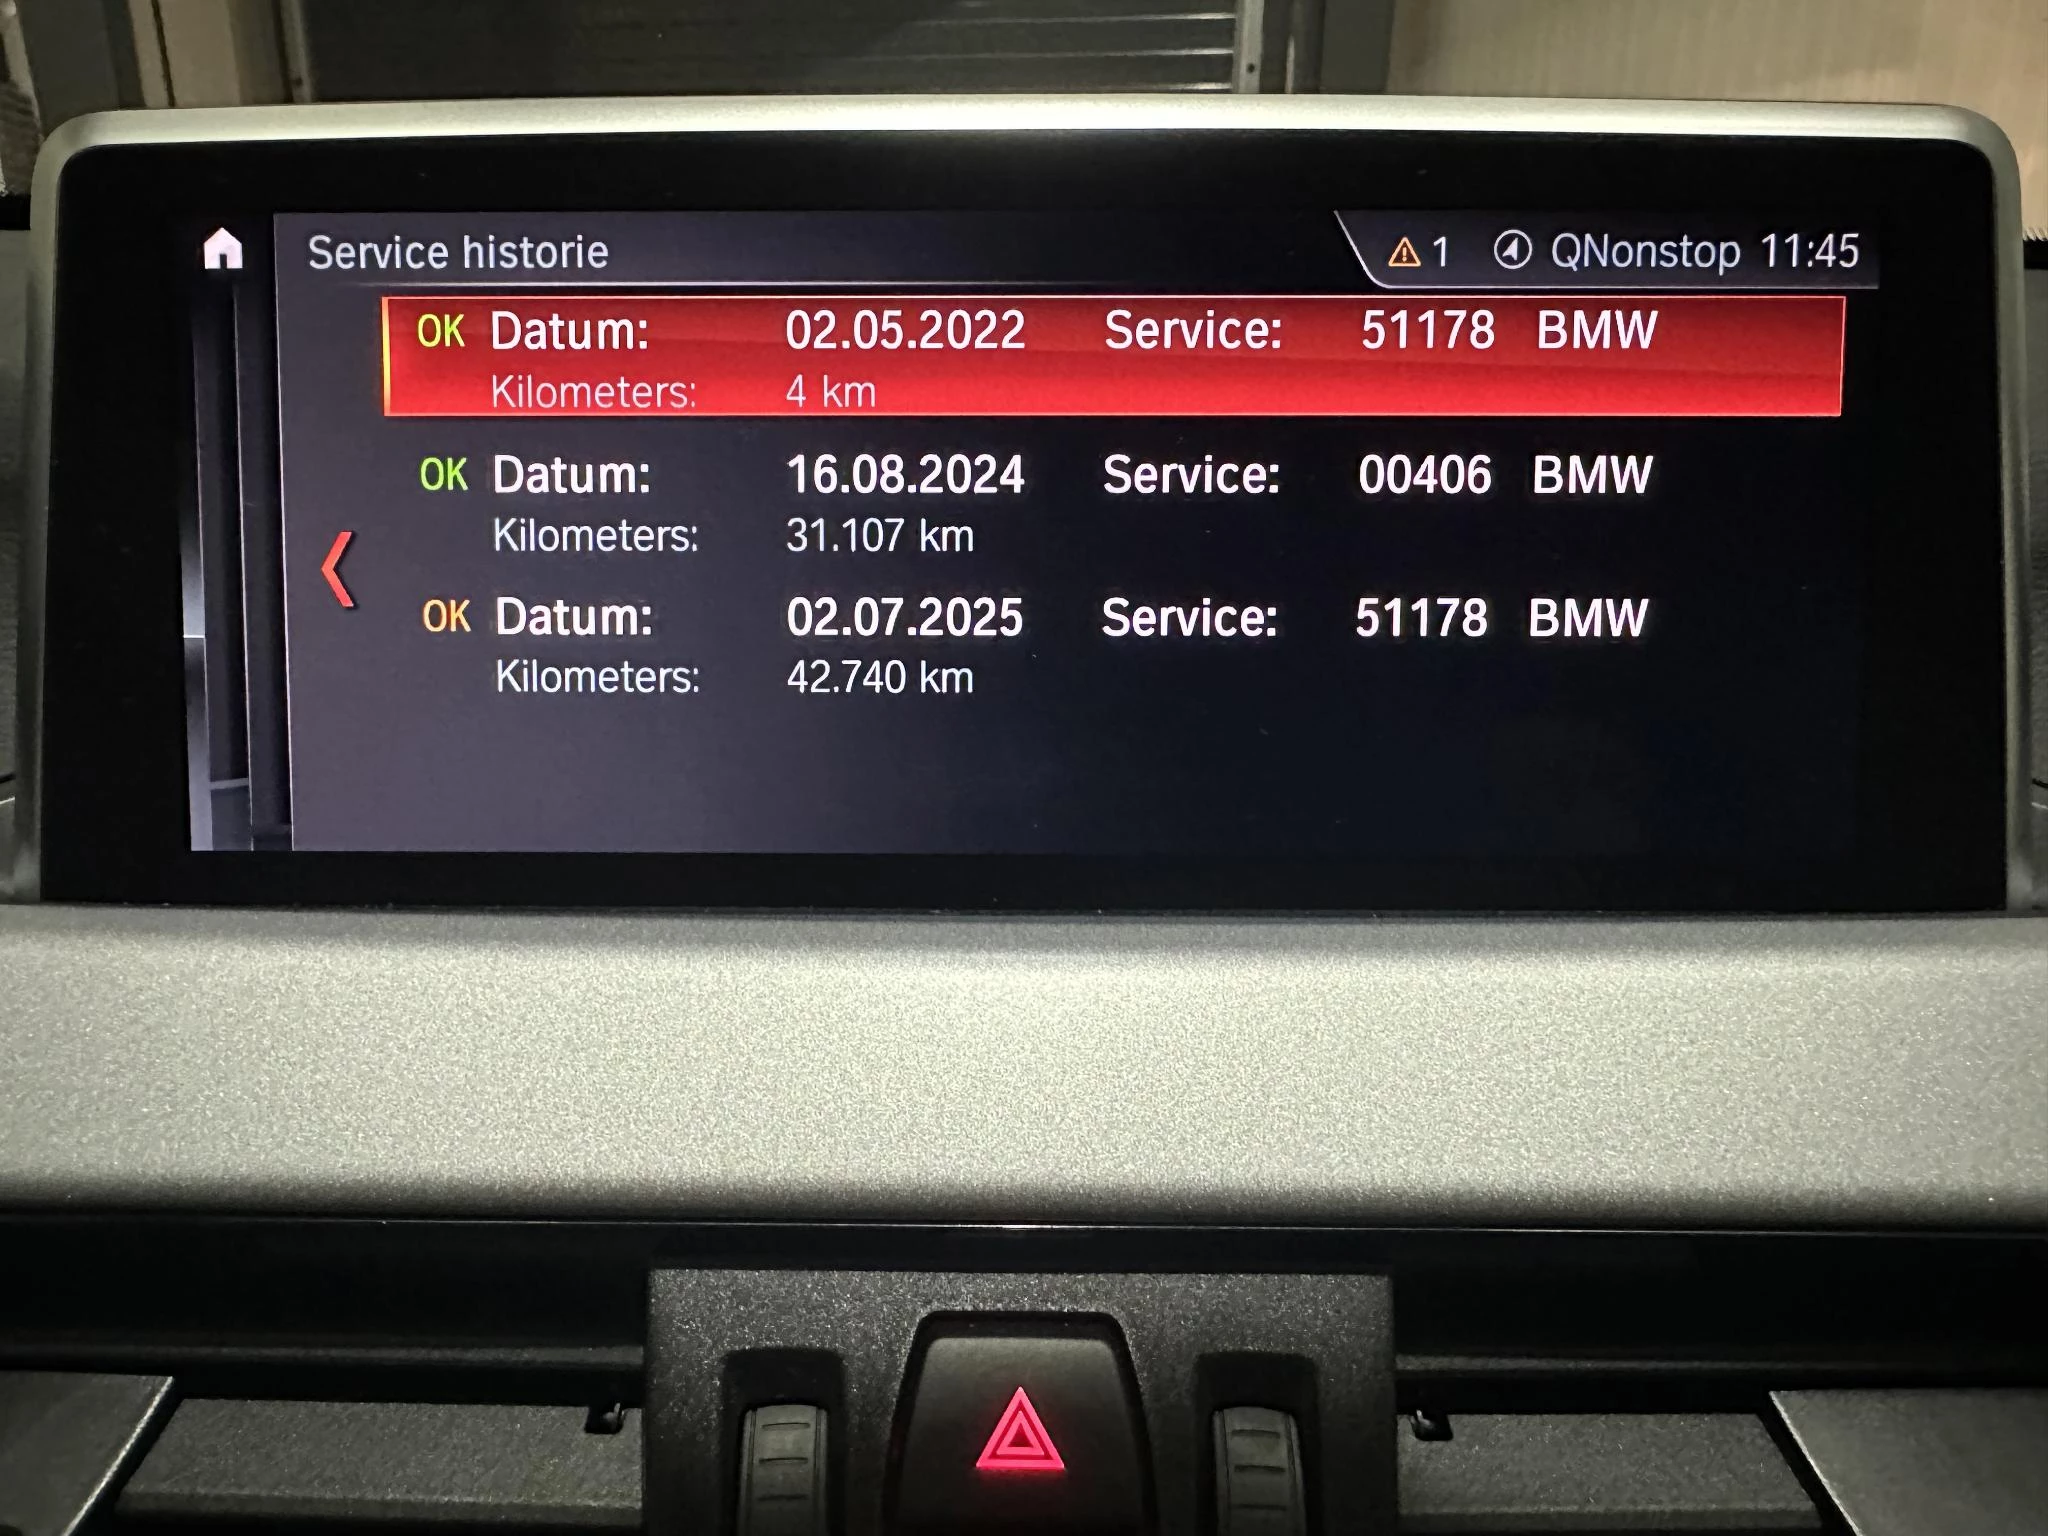 Service historie 1 QNonstop 11:45
OK Datum: 02.05.2022 Service: 51178 BMW
Kilometers: 4 km
OK Datum: 16.08.2024 Service: 00406 BMW
Kilometers: 31.107 km
OK Datum: 02.07.2025 Service: 51178 BMW
Kilometers: 42.740 km